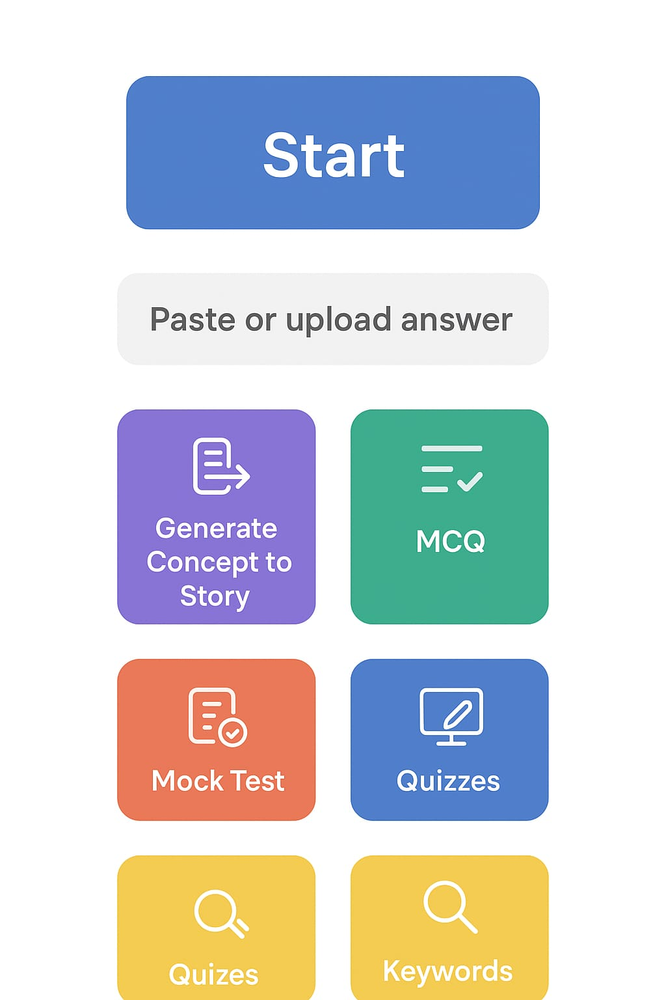 Start
Paste or upload answer
Generate
Concept to
Story
MCQ
Mock Test
Quizzes
Quizes
Keywords